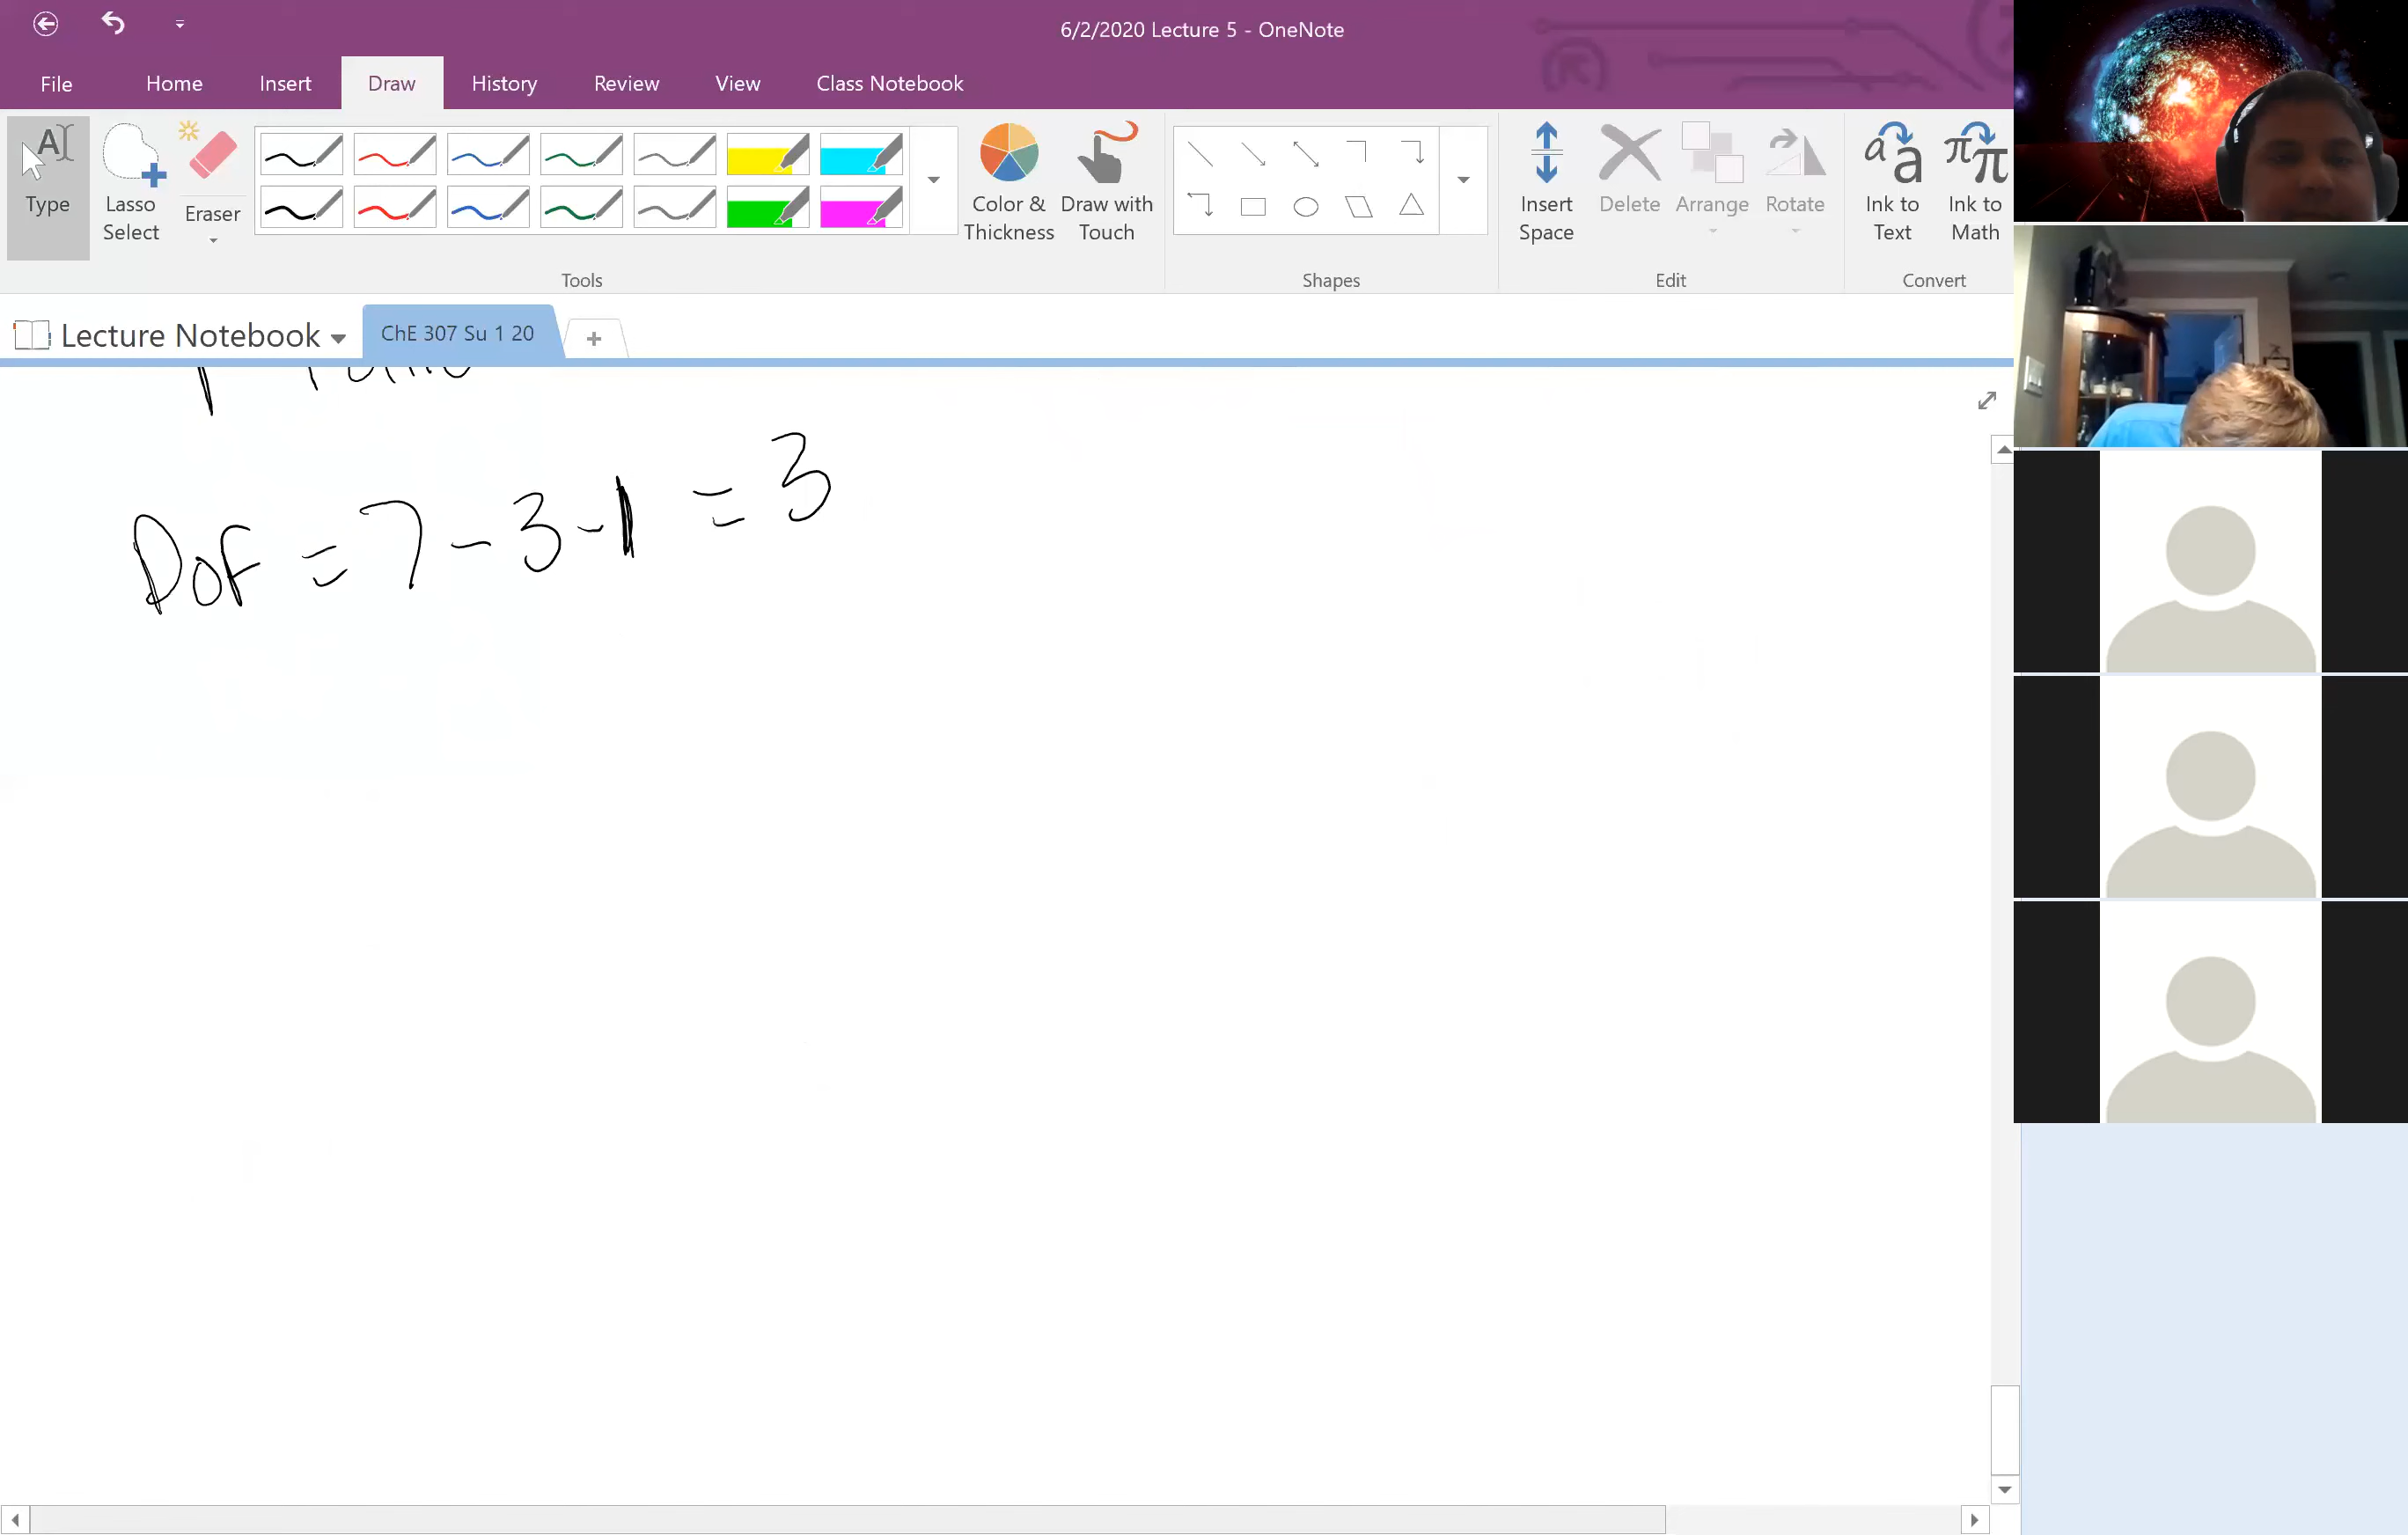 6/2/2020 Lecture 5 - OneNote
File Home Insert Draw History Review View Class Notebook
Type
Lasso Select
Eraser
Color & Thickness
Draw with Touch
Insert Space
Delete
Arrange
Rotate
Ink to Text
Ink to Math
Tools Shapes Edit Convert
Lecture Notebook
ChE 307 Su 1 20
DOF = 7 - 3 - 1 = 3